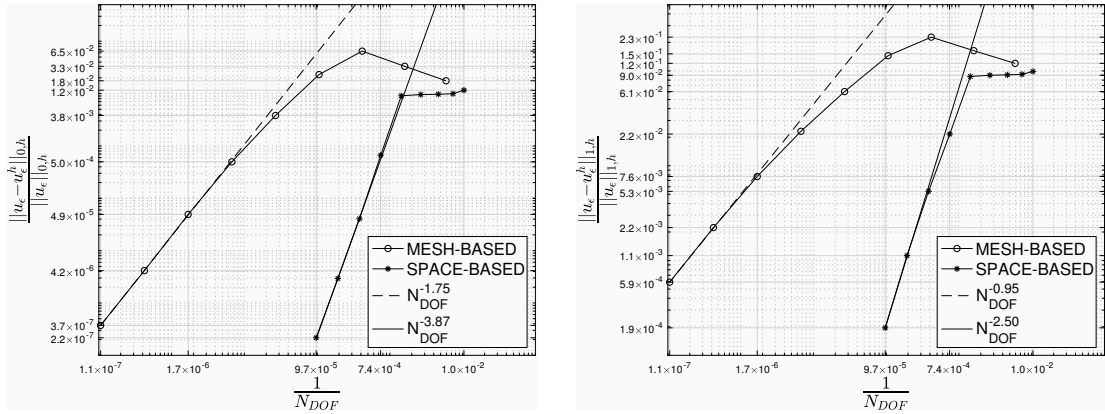 6.5×10^-2
3.3×10^-2
1.8×10^-2
1.2×10^-2
3.8×10^-3
5.0×10^-4
4.9×10^-5
4.2×10^-6
3.7×10^-7
2.2×10^-7
||u_ϵ − u_ϵ^h||_{0,h}
||u_ϵ||_{0,h}
MESH-BASED
SPACE-BASED
N_DOF^-1.75
N_DOF^-3.87
1.1×10^-7
1.7×10^-6
9.7×10^-5
7.4×10^-4
1.0×10^-2
1
N_DOF
2.3×10^-1
1.5×10^-1
1.2×10^-1
9.0×10^-2
6.1×10^-2
2.2×10^-2
7.6×10^-3
5.3×10^-3
2.2×10^-3
1.1×10^-3
5.9×10^-4
1.9×10^-4
||u_ϵ − u_ϵ^h||_{1,h}
||u_ϵ||_{1,h}
MESH-BASED
SPACE-BASED
N_DOF^-0.95
N_DOF^-2.50
1.1×10^-7
1.7×10^-6
9.7×10^-5
7.4×10^-4
1.0×10^-2
1
N_DOF